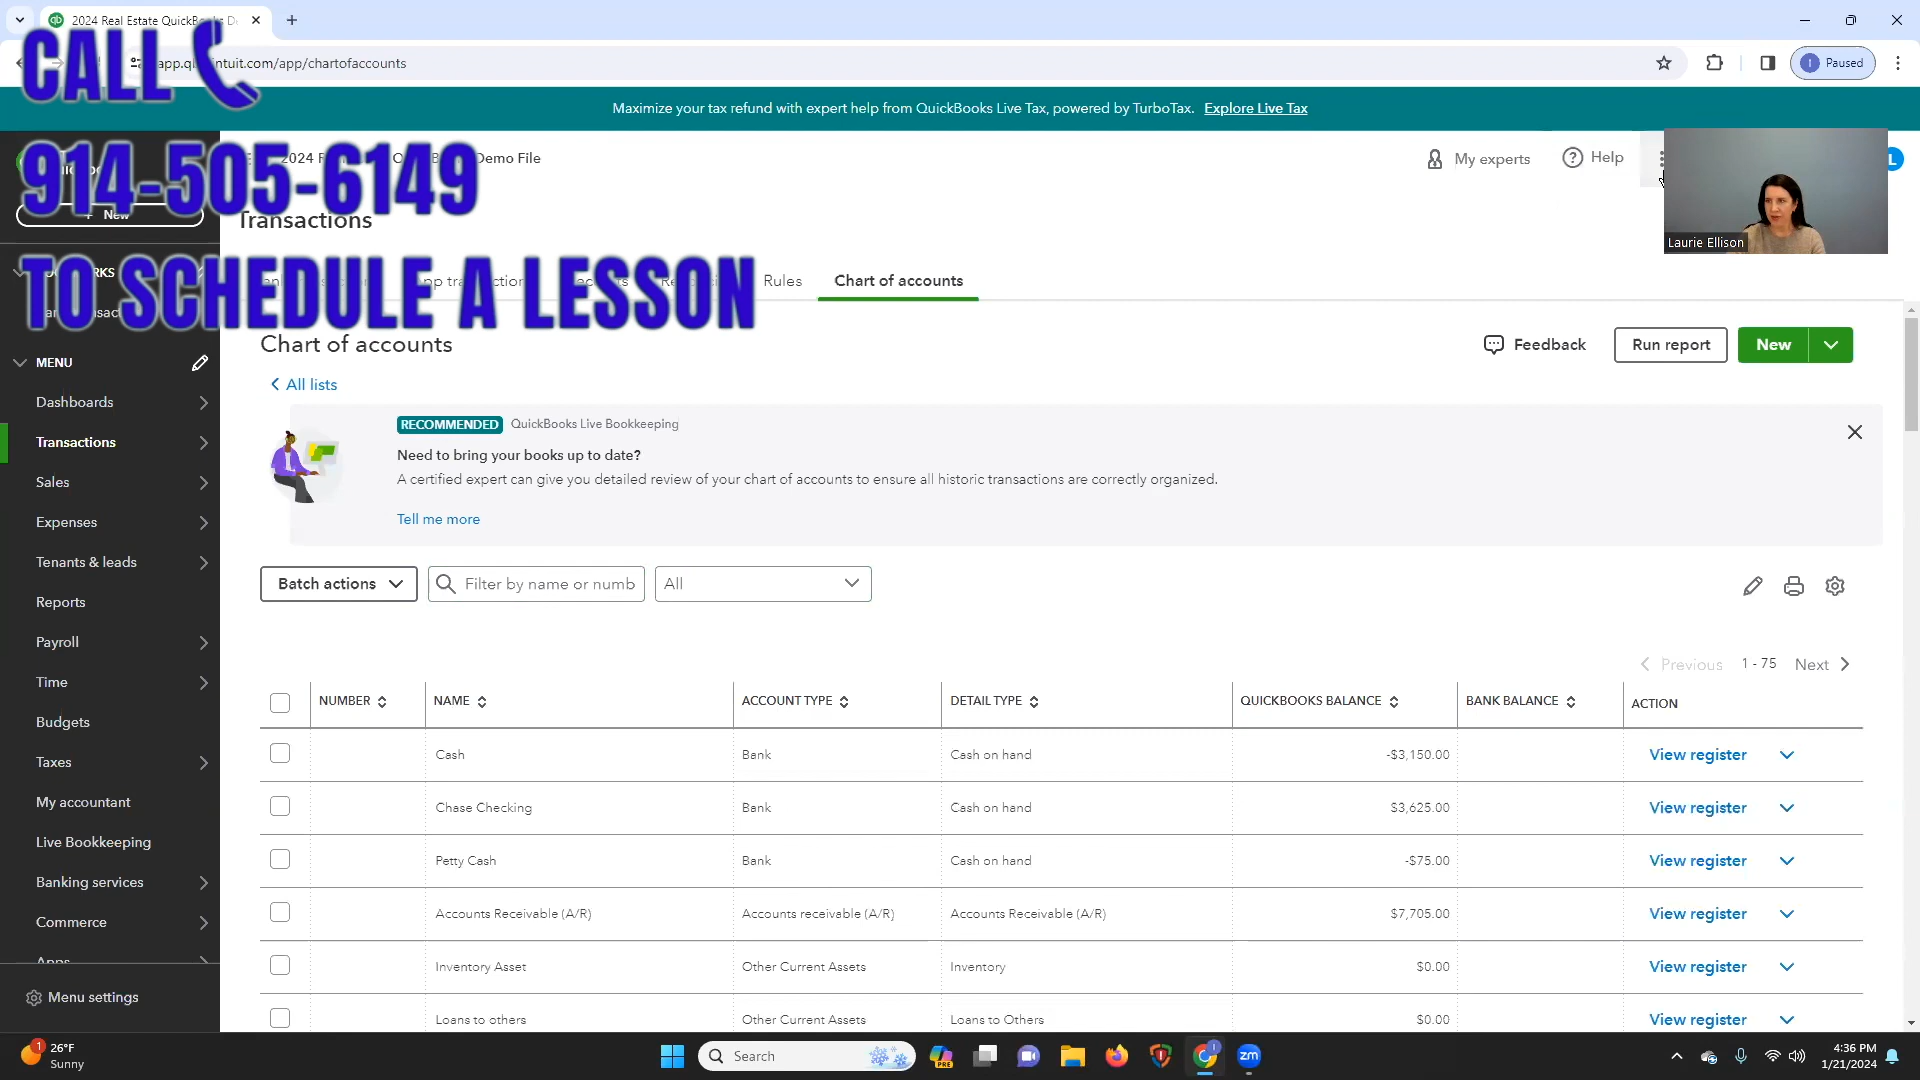 2024 Real Estate QuickBooks De
app.qbo.intuit.com/app/chartofaccounts
Paused
CALL
Maximize your tax refund with expert help from QuickBooks Live Tax, powered by TurboTax. Explore Live Tax
2024 R
Demo File
My experts
Help
L
914-505-6149
New
Transactions
Laurie Ellison
TO SCHEDULE A LESSON
Rules
Chart of accounts
Chart of accounts
Feedback
Run report
New
MENU
All lists
Dashboards
Transactions
Sales
Expenses
Tenants & leads
Reports
Payroll
Time
Budgets
Taxes
My accountant
Live Bookkeeping
Banking services
Commerce
Apps
Menu settings
RECOMMENDED QuickBooks Live Bookkeeping
Need to bring your books up to date?
A certified expert can give you detailed review of your chart of accounts to ensure all historic transactions are correctly organized.
Tell me more
Batch actions
Filter by name or numb
All
Previous 1 - 75 Next
NUMBER NAME ACCOUNT TYPE DETAIL TYPE QUICKBOOKS BALANCE BANK BALANCE ACTION
Cash Bank Cash on hand -$3,150.00 View register
Chase Checking Bank Cash on hand $3,625.00 View register
Petty Cash Bank Cash on hand -$75.00 View register
Accounts Receivable (A/R) Accounts receivable (A/R) Accounts Receivable (A/R) $7,705.00 View register
Inventory Asset Other Current Assets Inventory $0.00 View register
Loans to others Other Current Assets Loans to Others $0.00 View register
1
26°F
Sunny
Search
PRE
zm
4:36 PM
1/21/2024